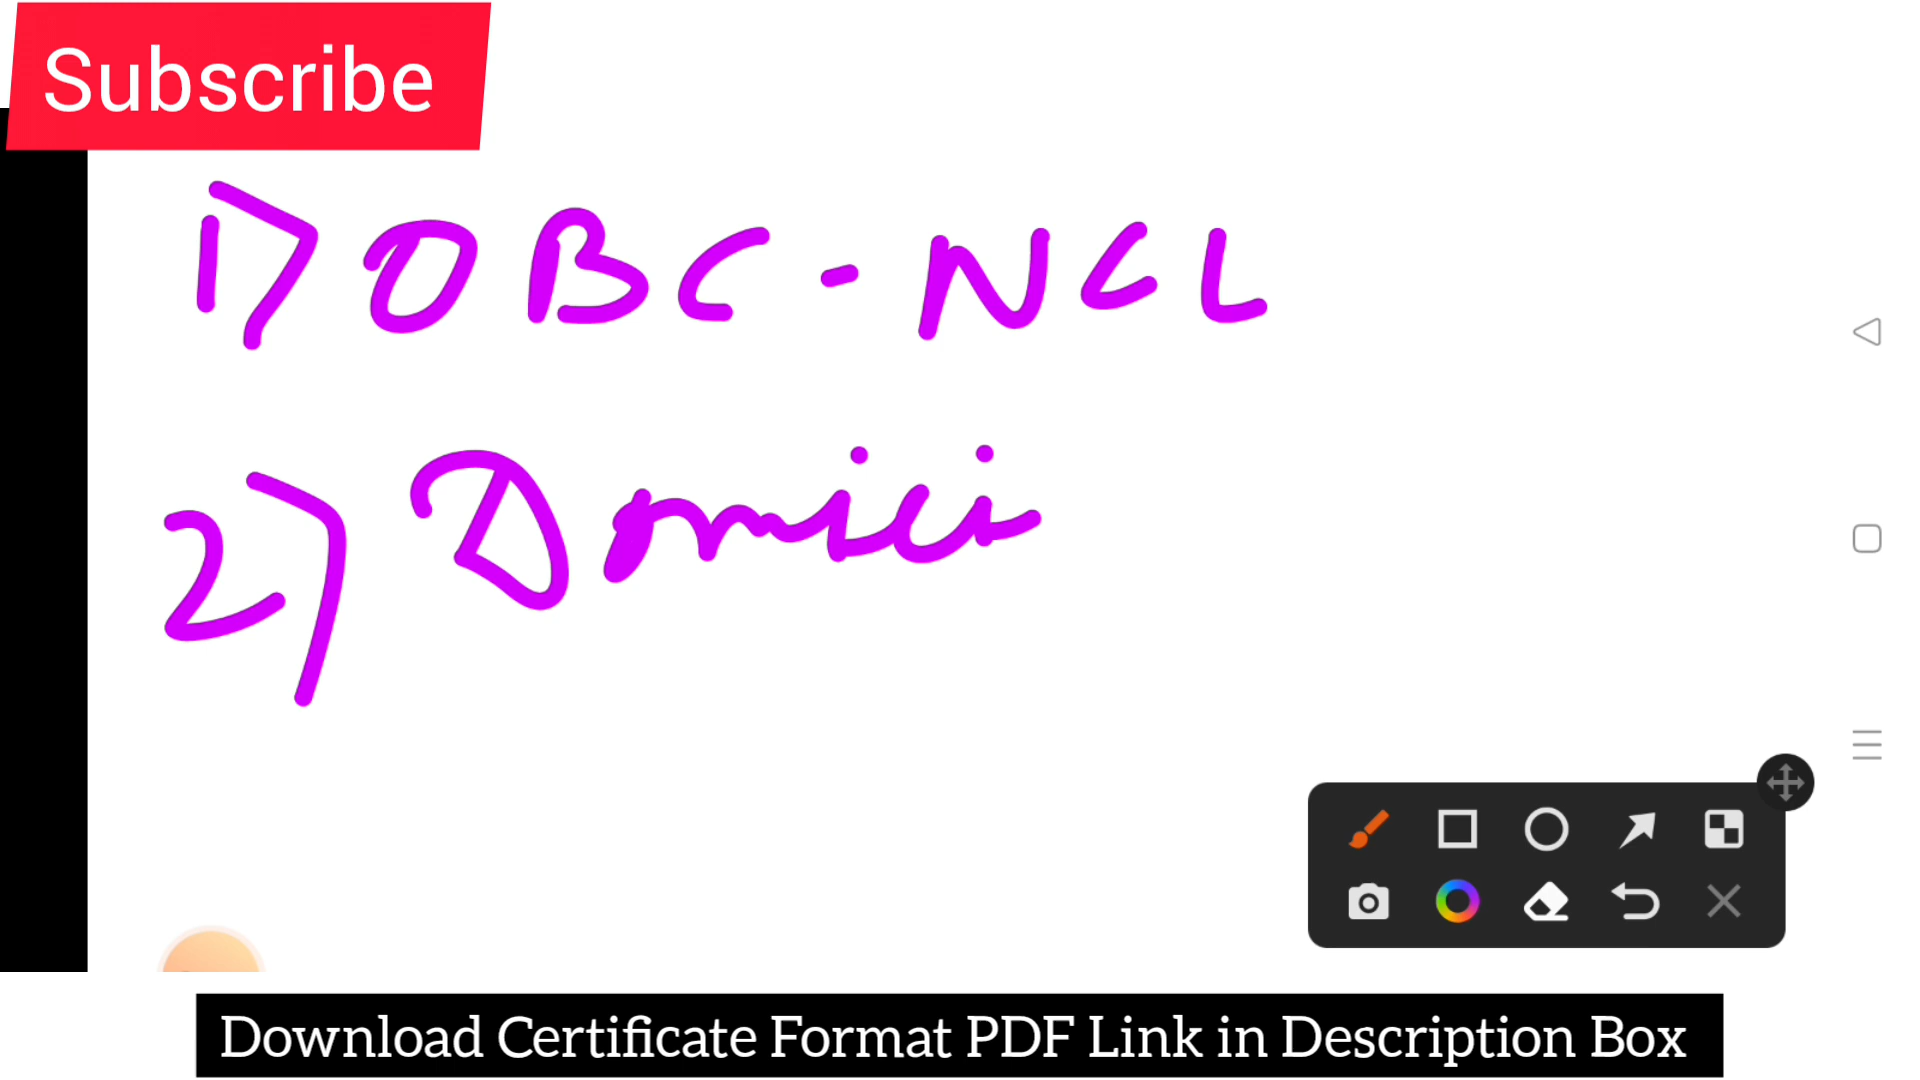 Subscribe
1) OBC-NCL
2) Domici
Download Certificate Format PDF Link in Description Box